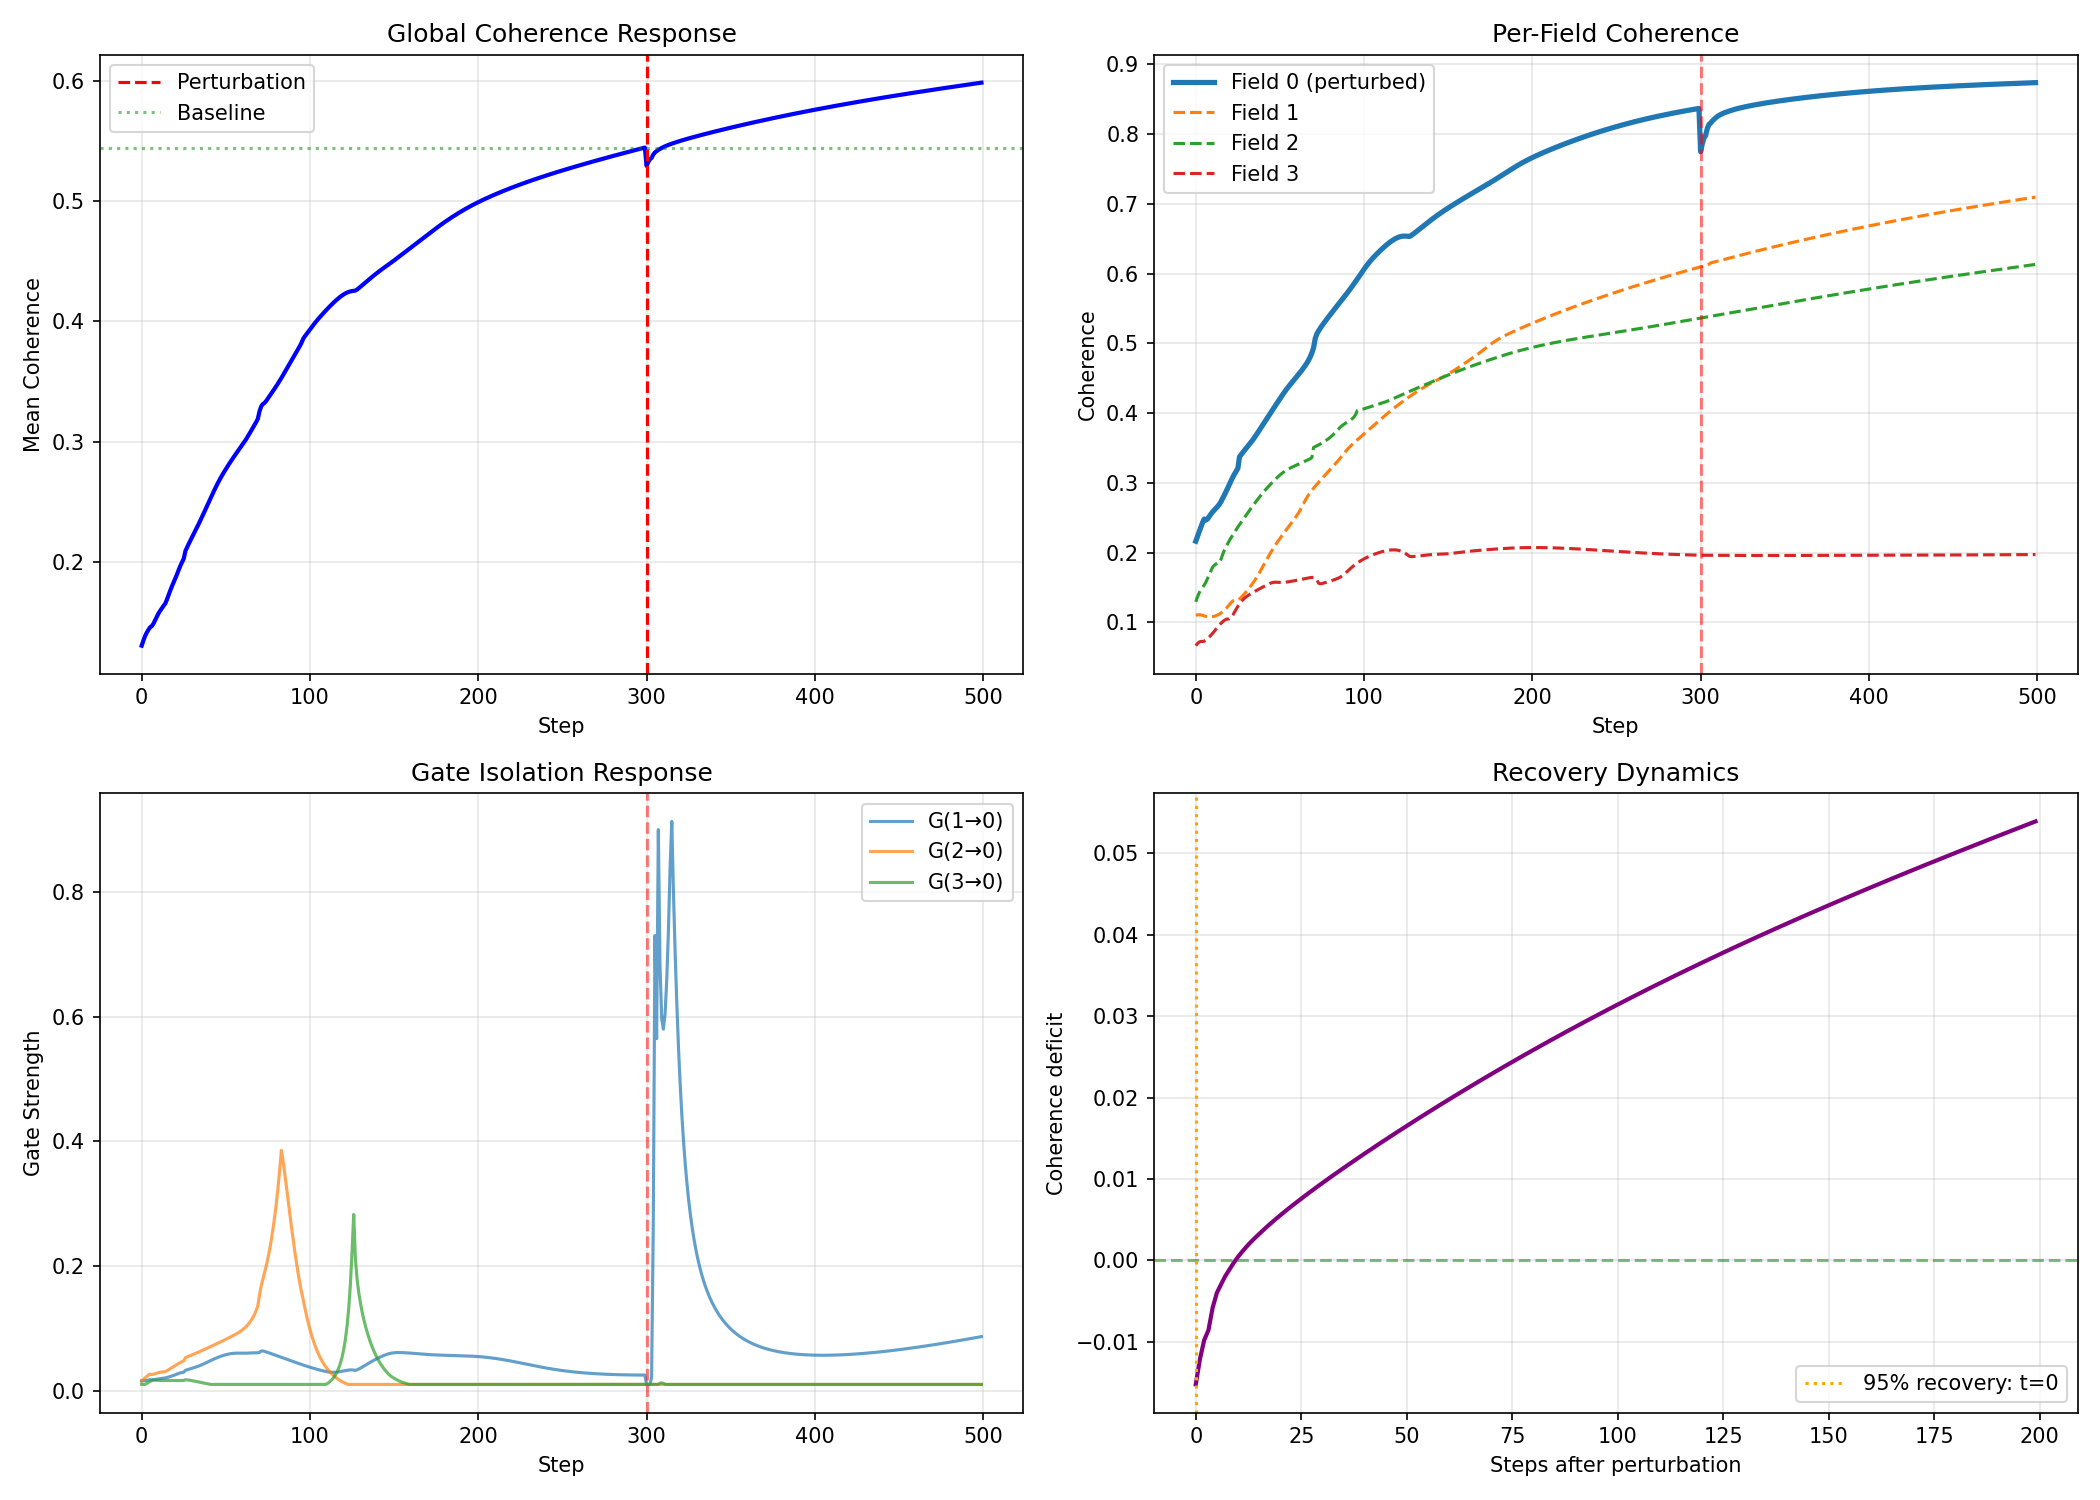 Global Coherence Response
Mean Coherence
0.6
0.5
0.4
0.3
0.2
Perturbation
Baseline
0 100 200 300 400 500
Step
Per-Field Coherence
Coherence
0.9
0.8
0.7
0.6
0.5
0.4
0.3
0.2
0.1
Field 0 (perturbed)
Field 1
Field 2
Field 3
0 100 200 300 400 500
Step
Gate Isolation Response
Gate Strength
0.8
0.6
0.4
0.2
0.0
G(1→0)
G(2→0)
G(3→0)
0 100 200 300 400 500
Step
Recovery Dynamics
Coherence deficit
0.05
0.04
0.03
0.02
0.01
0.00
−0.01
95% recovery: t=0
0 25 50 75 100 125 150 175 200
Steps after perturbation